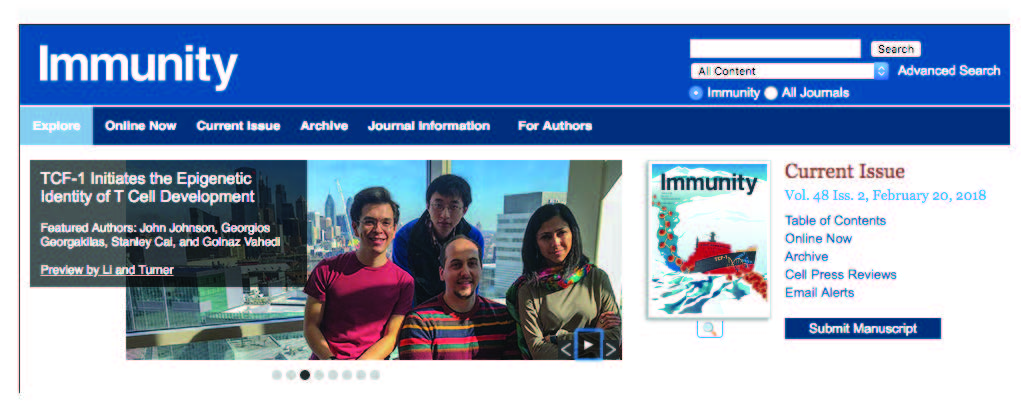 Immunity
Search
All Content
Advanced Search
Immunity All Journals
Explore Online Now Current Issue Archive Journal Information For Authors
TCF-1 Initiates the Epigenetic
Identity of T Cell Development
Featured Authors: John Johnson, Georgios
Georgakilas, Stanley Cai, and Golnaz Vahedi
Preview by Li and Turner
Immunity
TCF-1
Current Issue
Vol. 48 Iss. 2, February 20, 2018
Table of Contents
Online Now
Archive
Cell Press Reviews
Email Alerts
Submit Manuscript